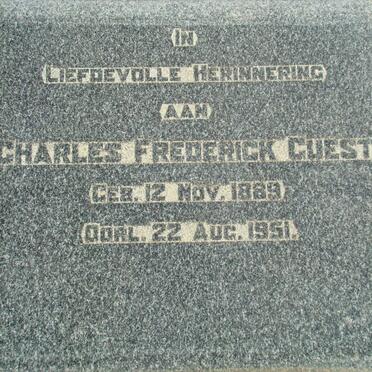 IN
LIEFDEVOLLE HERINNERING
AAN
CHARLES FREDERICK GUEST
GEB. 12 NOV. 1889
OORL. 22 AUG. 1951.